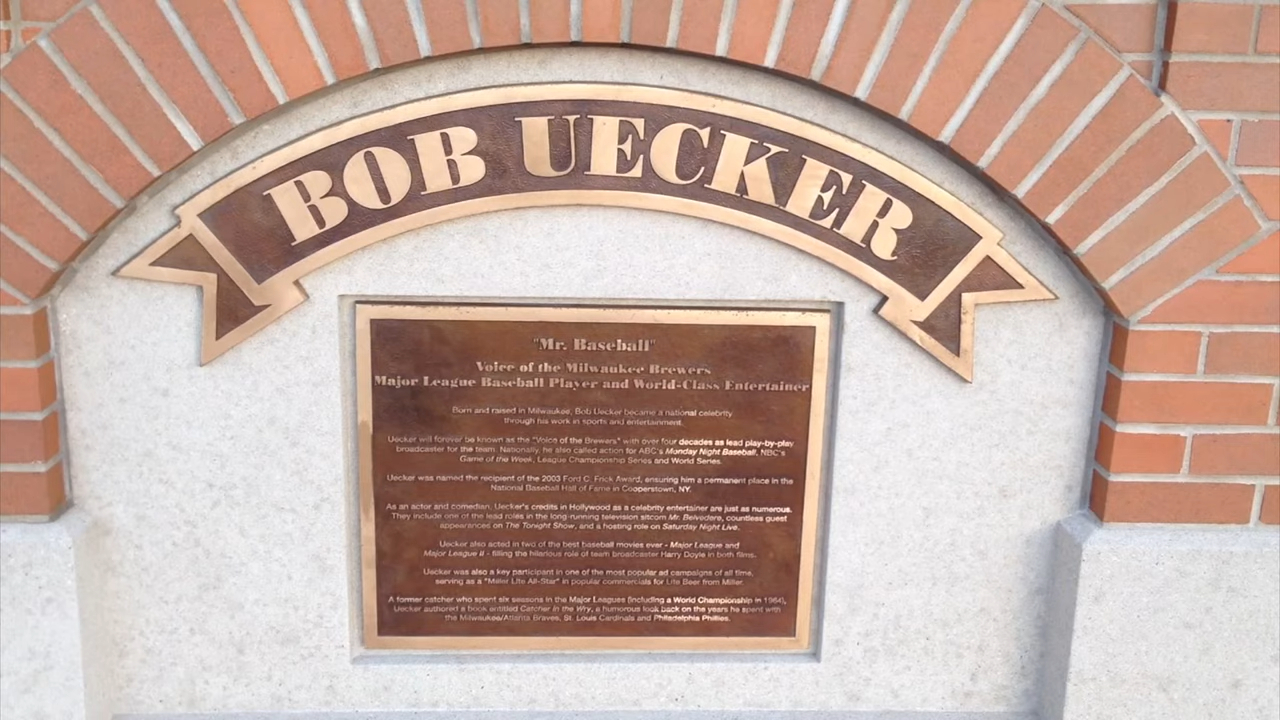 BOB UECKER
"Mr. Baseball"
Voice of the Milwaukee Brewers
Major League Baseball Player and World-Class Entertainer
Born and raised in Milwaukee, Bob Uecker became a national celebrity
through his work in sports and entertainment.
Uecker will forever be known as the "Voice of the Brewers" with over four decades as lead play-by-play
broadcaster for the team. Nationally, he also called action for ABC's Monday Night Baseball, NBC's
Game of the Week, League Championship Series and World Series.
Uecker was named the recipient of the 2003 Ford C. Frick Award, ensuring him a permanent place in the
National Baseball Hall of Fame in Cooperstown, NY.
As an actor and comedian, Uecker's credits in Hollywood as a celebrity entertainer are just as numerous.
They include one of the lead roles in the long-running television sitcom Mr. Belvedere, countless guest
appearances on The Tonight Show, and a hosting role on Saturday Night Live.
Uecker also acted in two of the best baseball movies ever - Major League and
Major League II - filling the hilarious role of team broadcaster Harry Doyle in both films.
Uecker was also a key participant in one of the most popular ad campaigns of all time,
serving as a "Miller Lite All-Star" in popular commercials for Lite Beer from Miller.
A former catcher who spent six seasons in the Major Leagues (including a World Championship in 1964),
Uecker authored a book entitled Catcher in the Wry, a humorous look back on the years he spent with
the Milwaukee/Atlanta Braves, St. Louis Cardinals and Philadelphia Phillies.